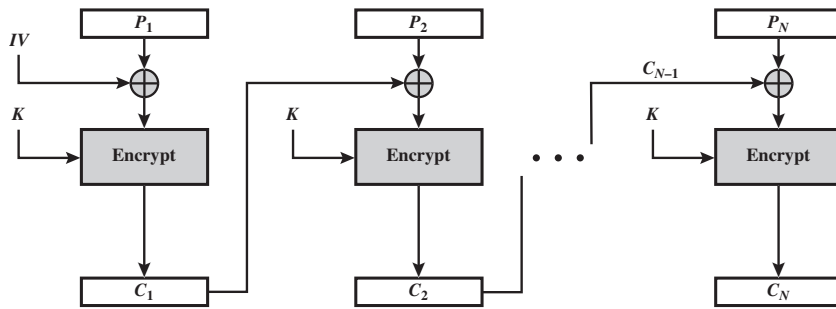 P1 P2 PN
IV
CN–1
K K K
Encrypt Encrypt Encrypt
• • •
C1 C2 CN